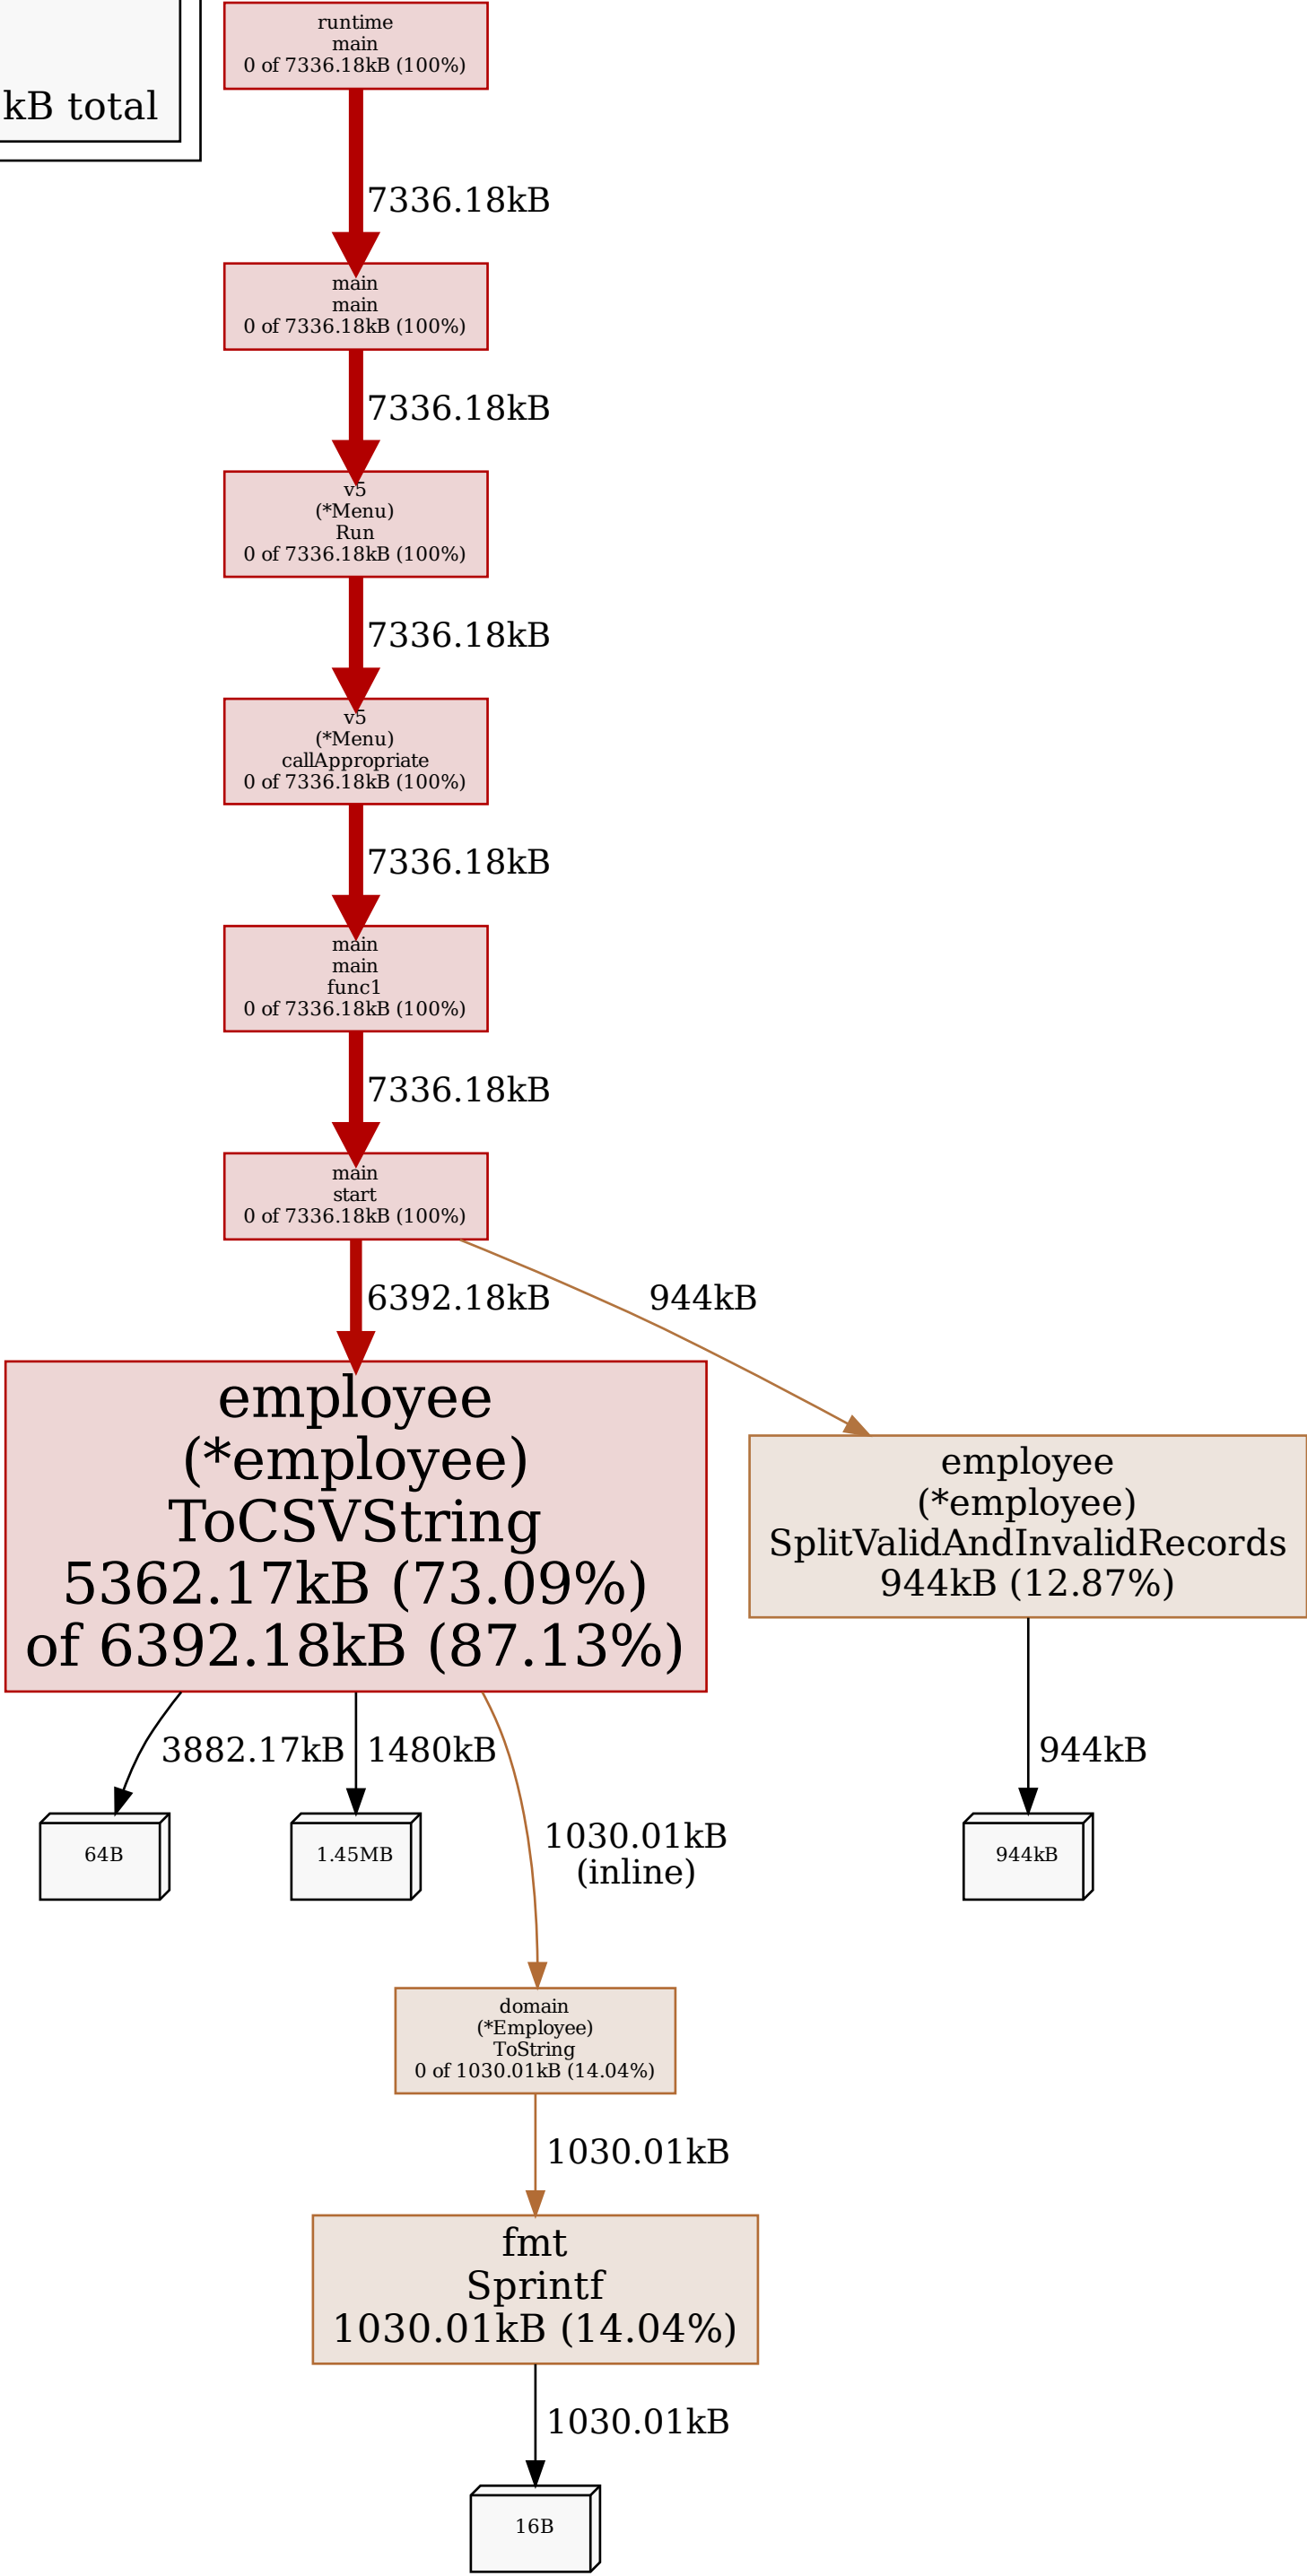 kB total
runtime
main
0 of 7336.18kB (100%)
7336.18kB
main
main
0 of 7336.18kB (100%)
7336.18kB
v5
(*Menu)
Run
0 of 7336.18kB (100%)
7336.18kB
v5
(*Menu)
callAppropriate
0 of 7336.18kB (100%)
7336.18kB
main
main
func1
0 of 7336.18kB (100%)
7336.18kB
main
start
0 of 7336.18kB (100%)
6392.18kB
944kB
employee
(*employee)
ToCSVString
5362.17kB (73.09%)
of 6392.18kB (87.13%)
employee
(*employee)
SplitValidAndInvalidRecords
944kB (12.87%)
3882.17kB
1480kB
1030.01kB
(inline)
944kB
64B
1.45MB
944kB
domain
(*Employee)
ToString
0 of 1030.01kB (14.04%)
1030.01kB
fmt
Sprintf
1030.01kB (14.04%)
1030.01kB
16B